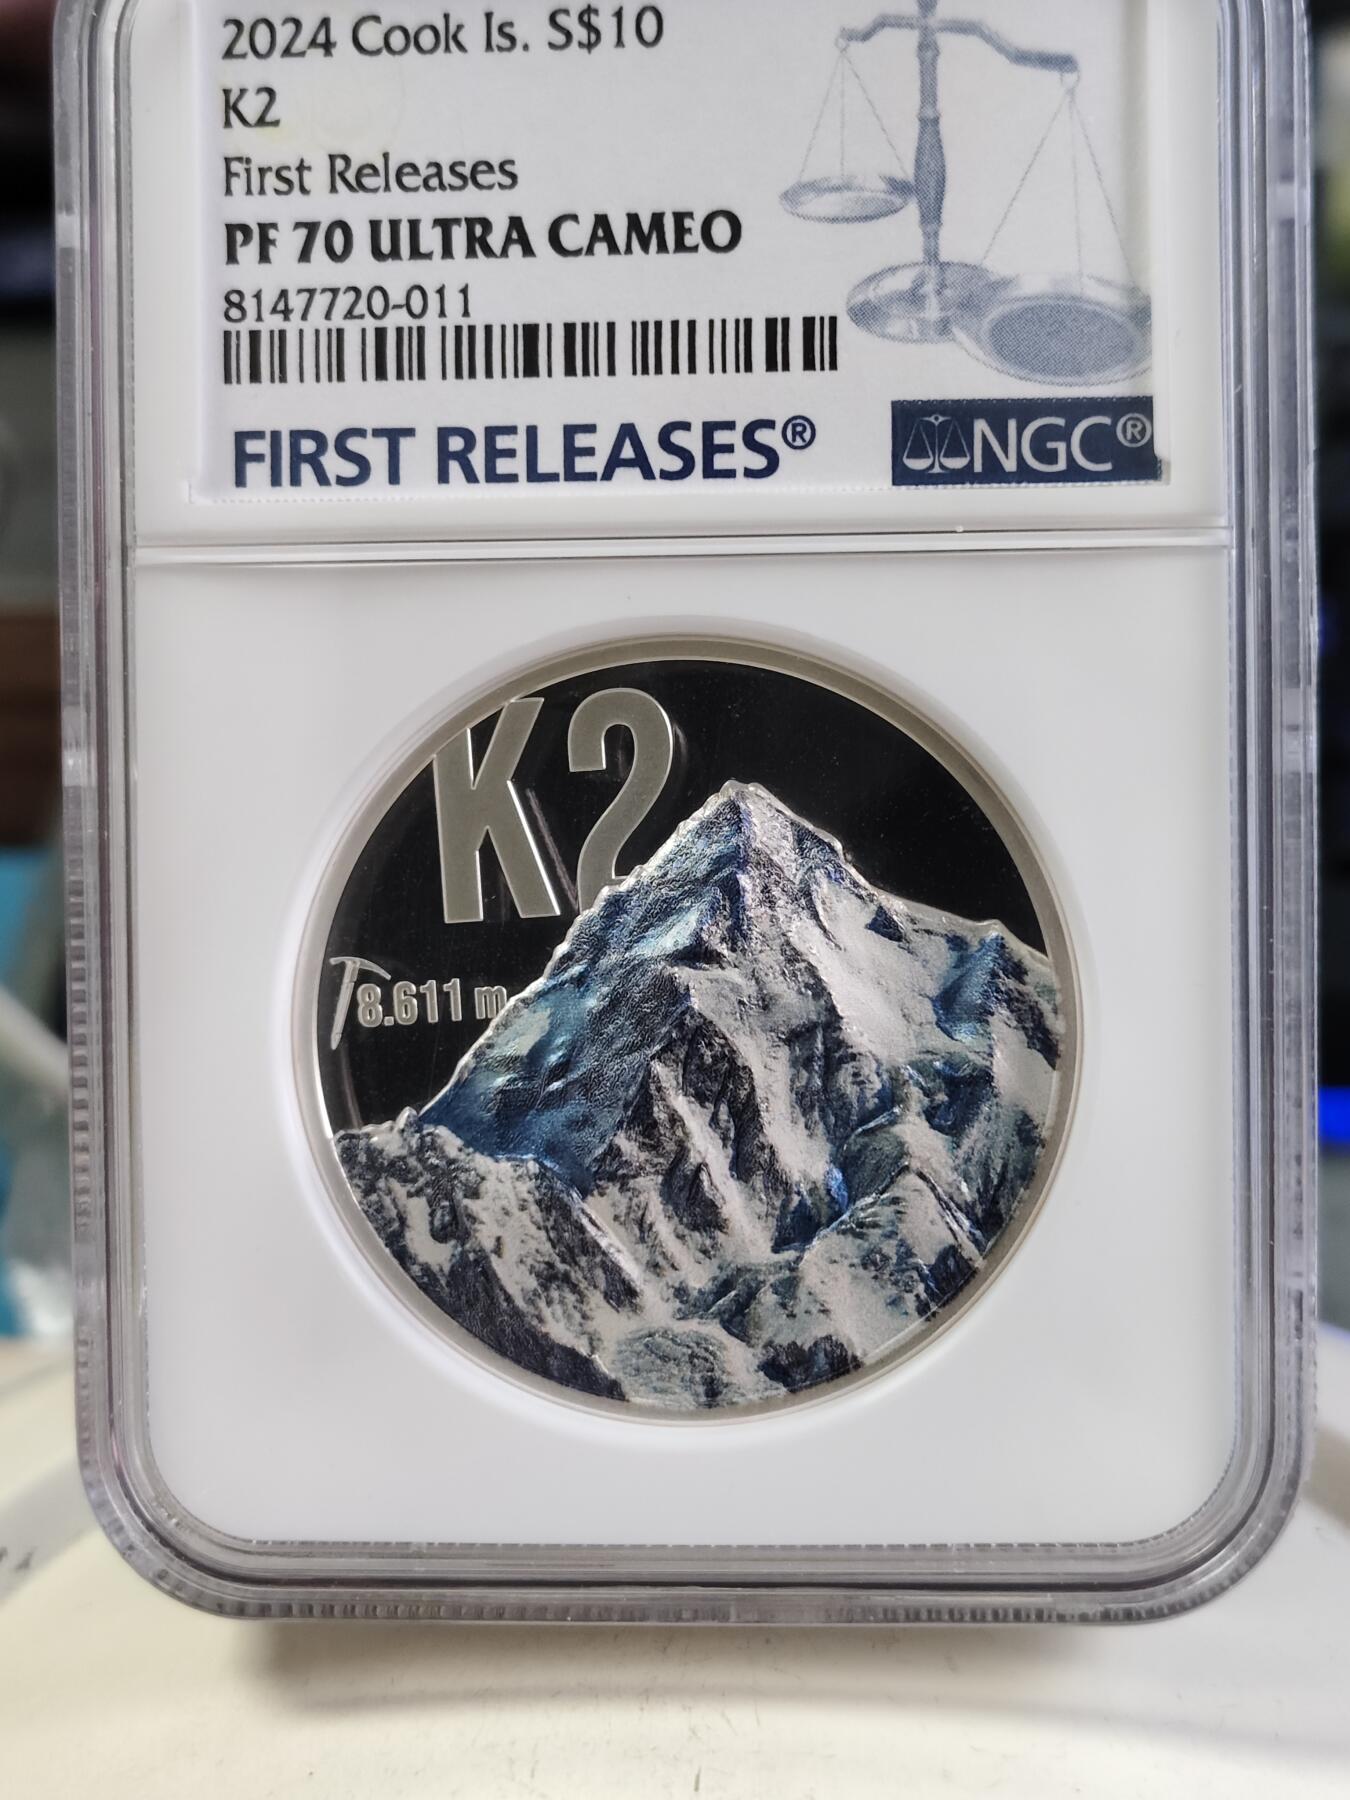 2024 Cook Is. S$10
K2
First Releases
PF 70 ULTRA CAMEO
8147720-011
FIRST RELEASES®
NGC®
K2
8.611 m